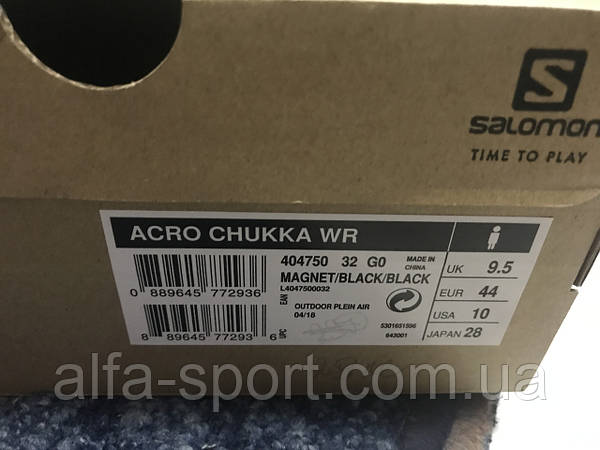 S
SALOMON
TIME TO PLAY
ACRO CHUKKA WR
404750 32 G0 MADE IN CHINA
MAGNET/BLACK/BLACK
L4047500032
0 889645 772936
EAN
OUTDOOR PLEIN AIR
04/18
8 89645 77293 6
UPC
5301651596
643001
UK 9.5
EUR 44
USA 10
JAPAN 28
alfa-sport.com.ua